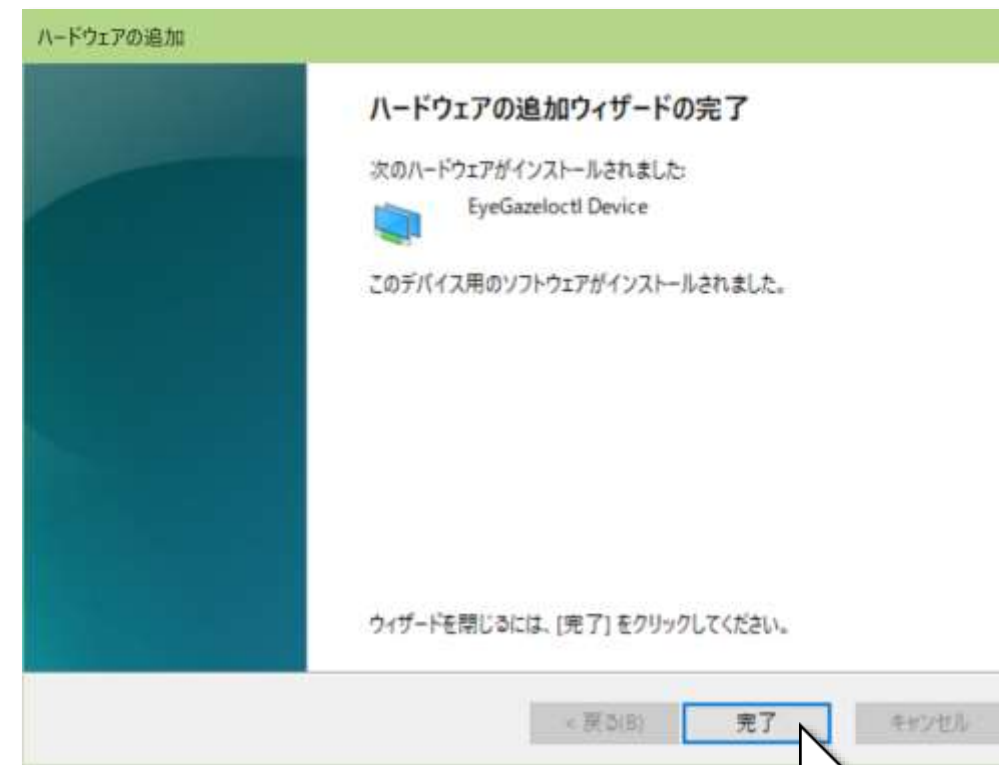 ハードウェアの追加
ハードウェアの追加ウィザードの完了
次のハードウェアがインストールされました:
EyeGazeIoctl Device
このデバイス用のソフトウェアがインストールされました。
ウィザードを閉じるには、[完了] をクリックしてください。
< 戻る(B)
完了
キャンセル